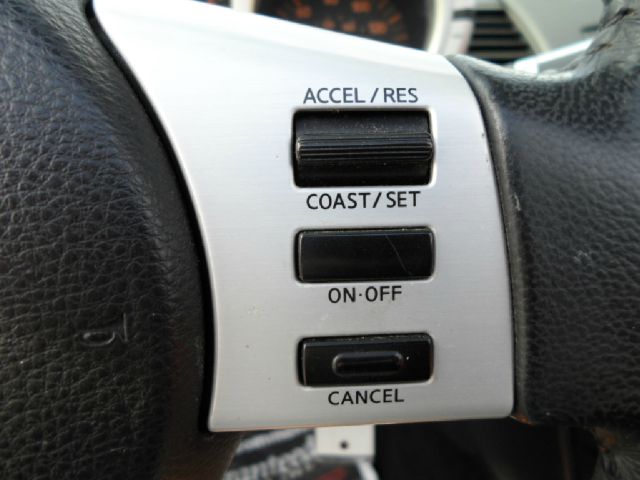 ACCEL / RES
COAST / SET
ON·OFF
CANCEL